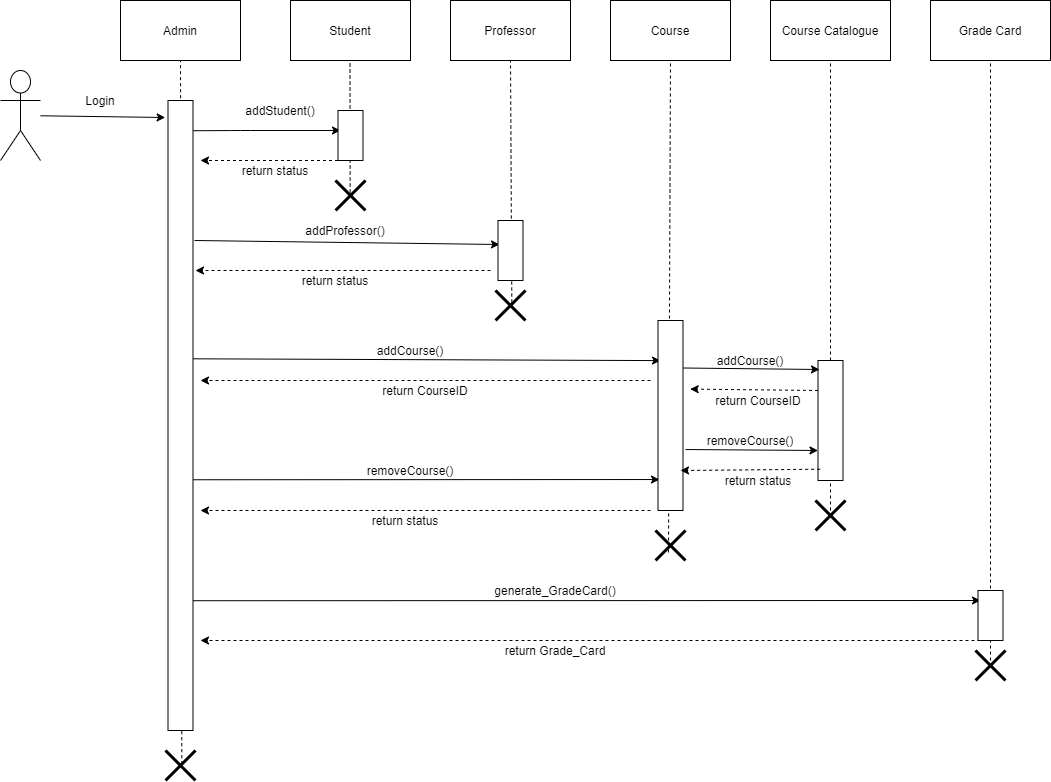 Admin
Student
Professor
Course
Course Catalogue
Grade Card
Login
addStudent()
return status
addProfessor()
return status
addCourse()
addCourse()
return CourseID
return CourseID
removeCourse()
removeCourse()
return status
return status
generate_GradeCard()
return Grade_Card